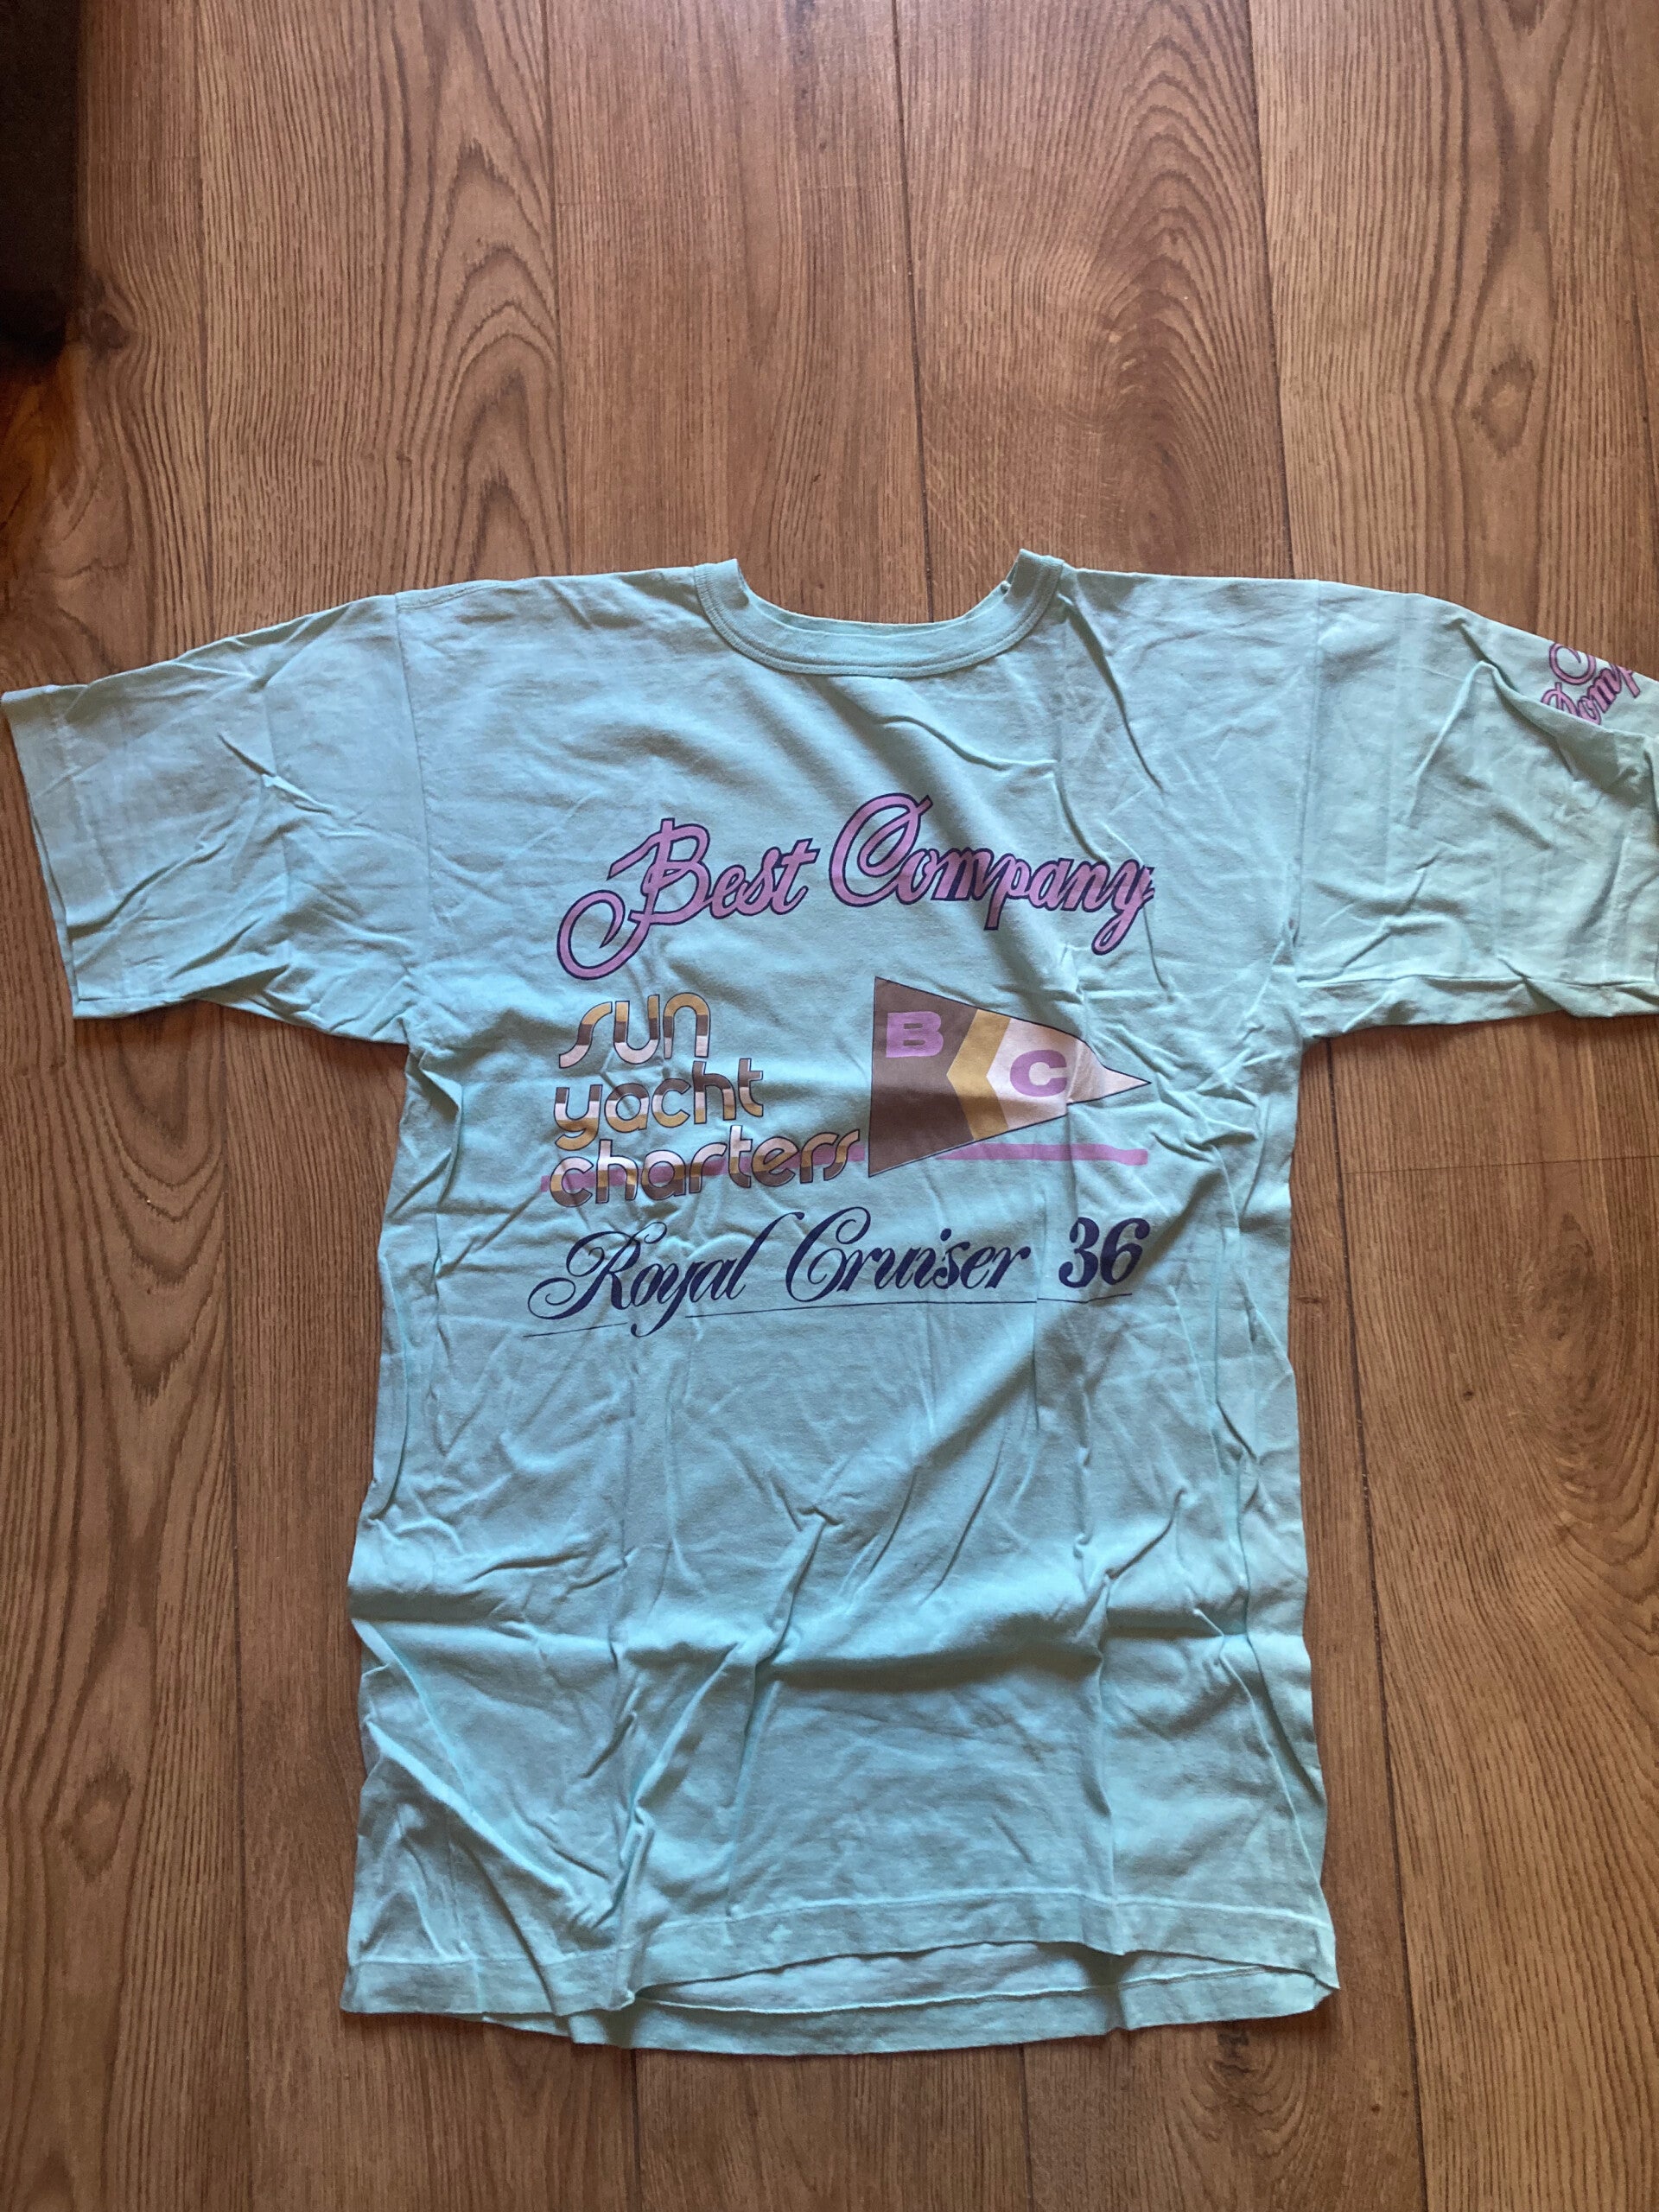 Best Company
sun
yacht
charters
B C
Royal Cruiser 36